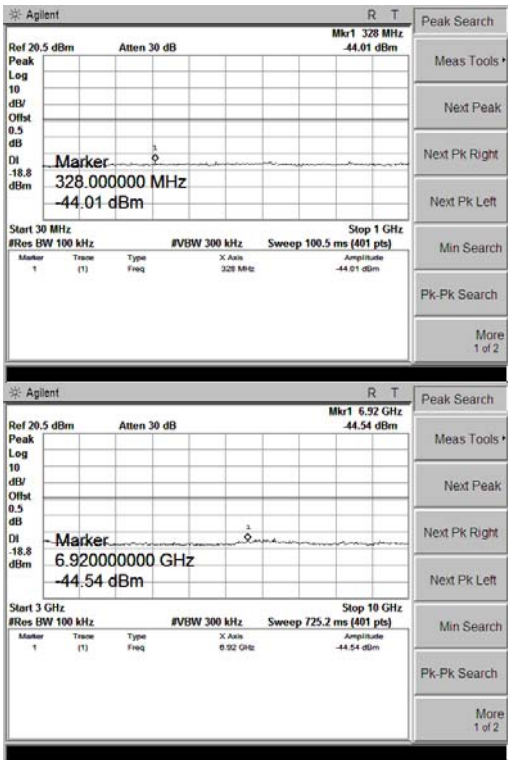 Agilent R T
Peak Search
Mkr1 328 MHz
Ref 20.5 dBm Atten 30 dB -44.01 dBm
Peak
Log
10
dB/
Offst
0.5
dB
DI
-18.8
dBm
1
Marker
328.000000 MHz
-44.01 dBm
Start 30 MHz Stop 1 GHz
#Res BW 100 kHz #VBW 300 kHz Sweep 100.5 ms (401 pts)
Marker Trace Type X Axis Amplitude
1 (1) Freq 328 MHz -44.01 dBm
Meas Tools
Next Peak
Next Pk Right
Next Pk Left
Min Search
Pk-Pk Search
More
1 of 2
Agilent R T
Peak Search
Mkr1 6.92 GHz
Ref 20.5 dBm Atten 30 dB -44.54 dBm
Peak
Log
10
dB/
Offst
0.5
dB
DI
-18.8
dBm
1
Marker
6.920000000 GHz
-44.54 dBm
Start 3 GHz Stop 10 GHz
#Res BW 100 kHz #VBW 300 kHz Sweep 725.2 ms (401 pts)
Marker Trace Type X Axis Amplitude
1 (1) Freq 6.92 GHz -44.54 dBm
Meas Tools
Next Peak
Next Pk Right
Next Pk Left
Min Search
Pk-Pk Search
More
1 of 2